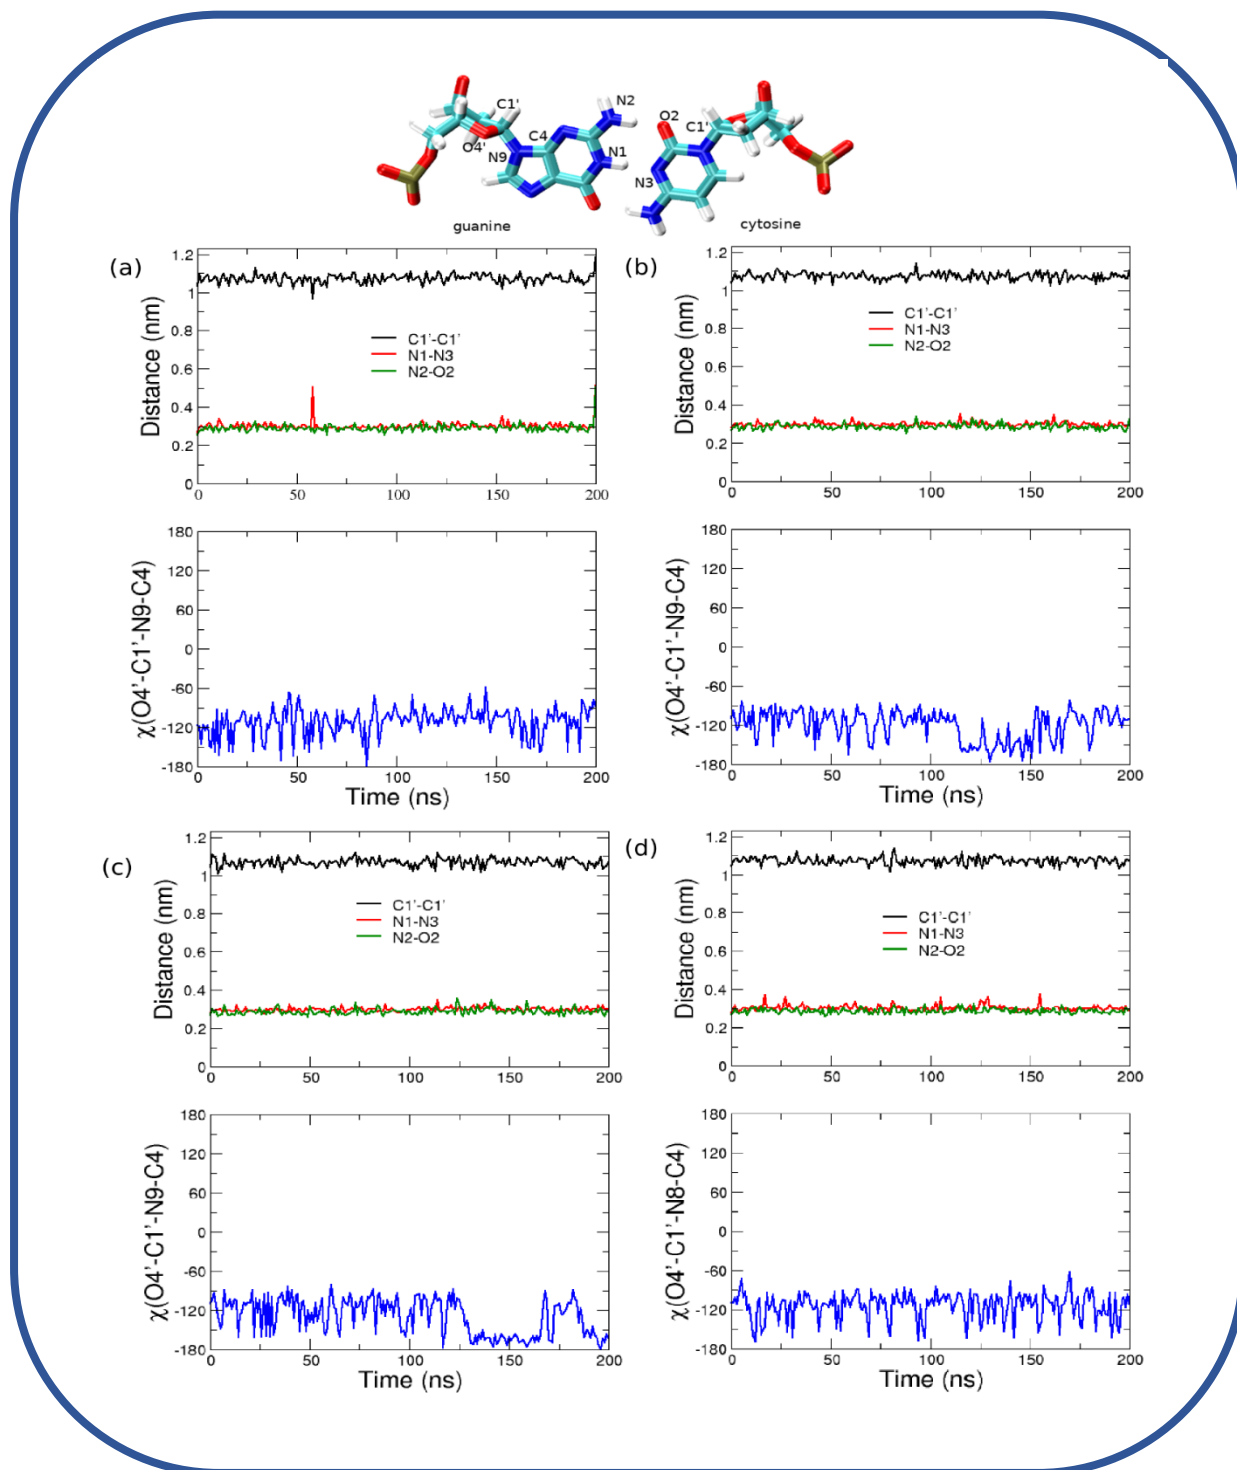 C1' N2 O2 C1'
C4 N1
O4' N9 N3
guanine cytosine
(a)
1.2
1
0.8
0.6
0.4
0.2
0
Distance (nm)
C1'-C1'
N1-N3
N2-O2
0 50 100 150 200
180
120
60
0
-60
-120
-180
χ(O4'-C1'-N9-C4)
0 50 100 150 200
Time (ns)
(b)
1.2
1
0.8
0.6
0.4
0.2
0
Distance (nm)
C1'-C1'
N1-N3
N2-O2
0 50 100 150 200
180
120
60
0
-60
-120
-180
χ(O4'-C1'-N9-C4)
0 50 100 150 200
Time (ns)
(c)
1.2
1
0.8
0.6
0.4
0.2
0
Distance (nm)
C1'-C1'
N1-N3
N2-O2
0 50 100 150 200
180
120
60
0
-60
-120
-180
χ(O4'-C1'-N9-C4)
0 50 100 150 200
Time (ns)
(d)
1.2
1
0.8
0.6
0.4
0.2
0
Distance (nm)
C1'-C1'
N1-N3
N2-O2
0 50 100 150 200
180
120
60
0
-60
-120
-180
χ(O4'-C1'-N8-C4)
0 50 100 150 200
Time (ns)